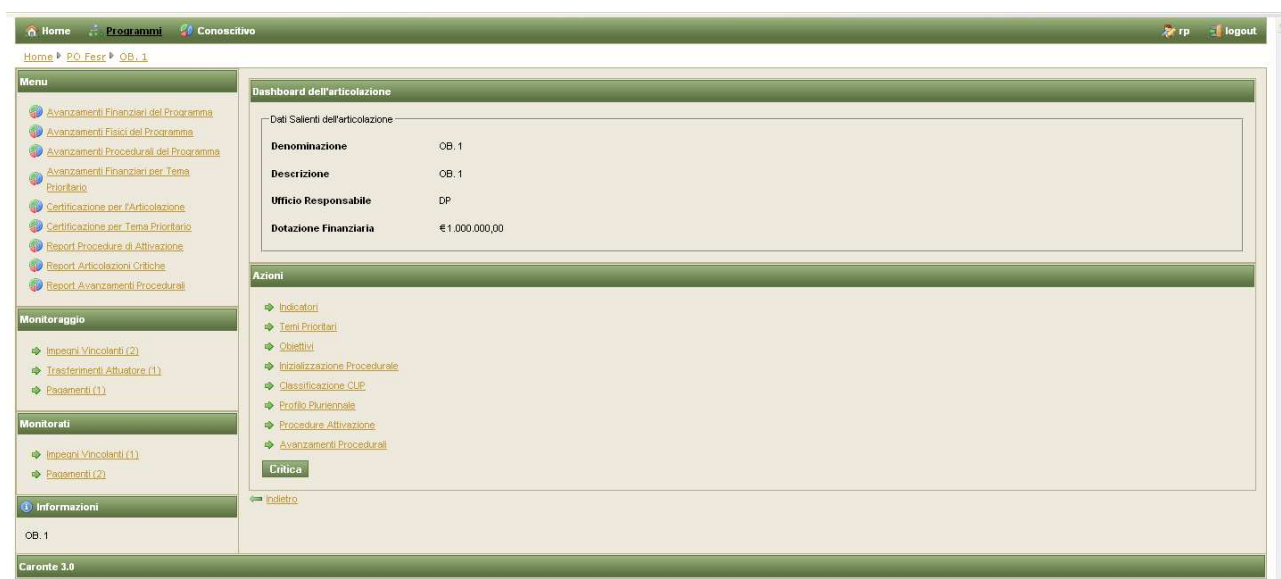 Home Programmi Conoscitivo rp logout
Home PO Fesr OB. 1
Menu
Avanzamenti Finanziari del Programma
Avanzamenti Fisici del Programma
Avanzamenti Procedurali del Programma
Avanzamenti Finanziari per Tema
Prioritario
Certificazione per l'Articolazione
Certificazione per Tema Prioritario
Report Procedure di Attivazione
Report Articolazioni Critiche
Report Avanzamenti Procedurali
Monitoraggio
Impegni Vincolanti (2)
Trasferimenti Attuatore (1)
Pagamenti (1)
Monitorati
Impegni Vincolanti (1)
Pagamenti (2)
Informazioni
OB. 1
Dashboard dell'articolazione
Dati Salienti dell'articolazione
Denominazione OB. 1
Descrizione OB. 1
Ufficio Responsabile DP
Dotazione Finanziaria € 1.000.000,00
Azioni
Indicatori
Temi Prioritari
Obiettivi
Inizializzazione Procedurale
Classificazione CUP
Profilo Pluriennale
Procedure Attivazione
Avanzamenti Procedurali
Critica
Indietro
Caronte 3.0